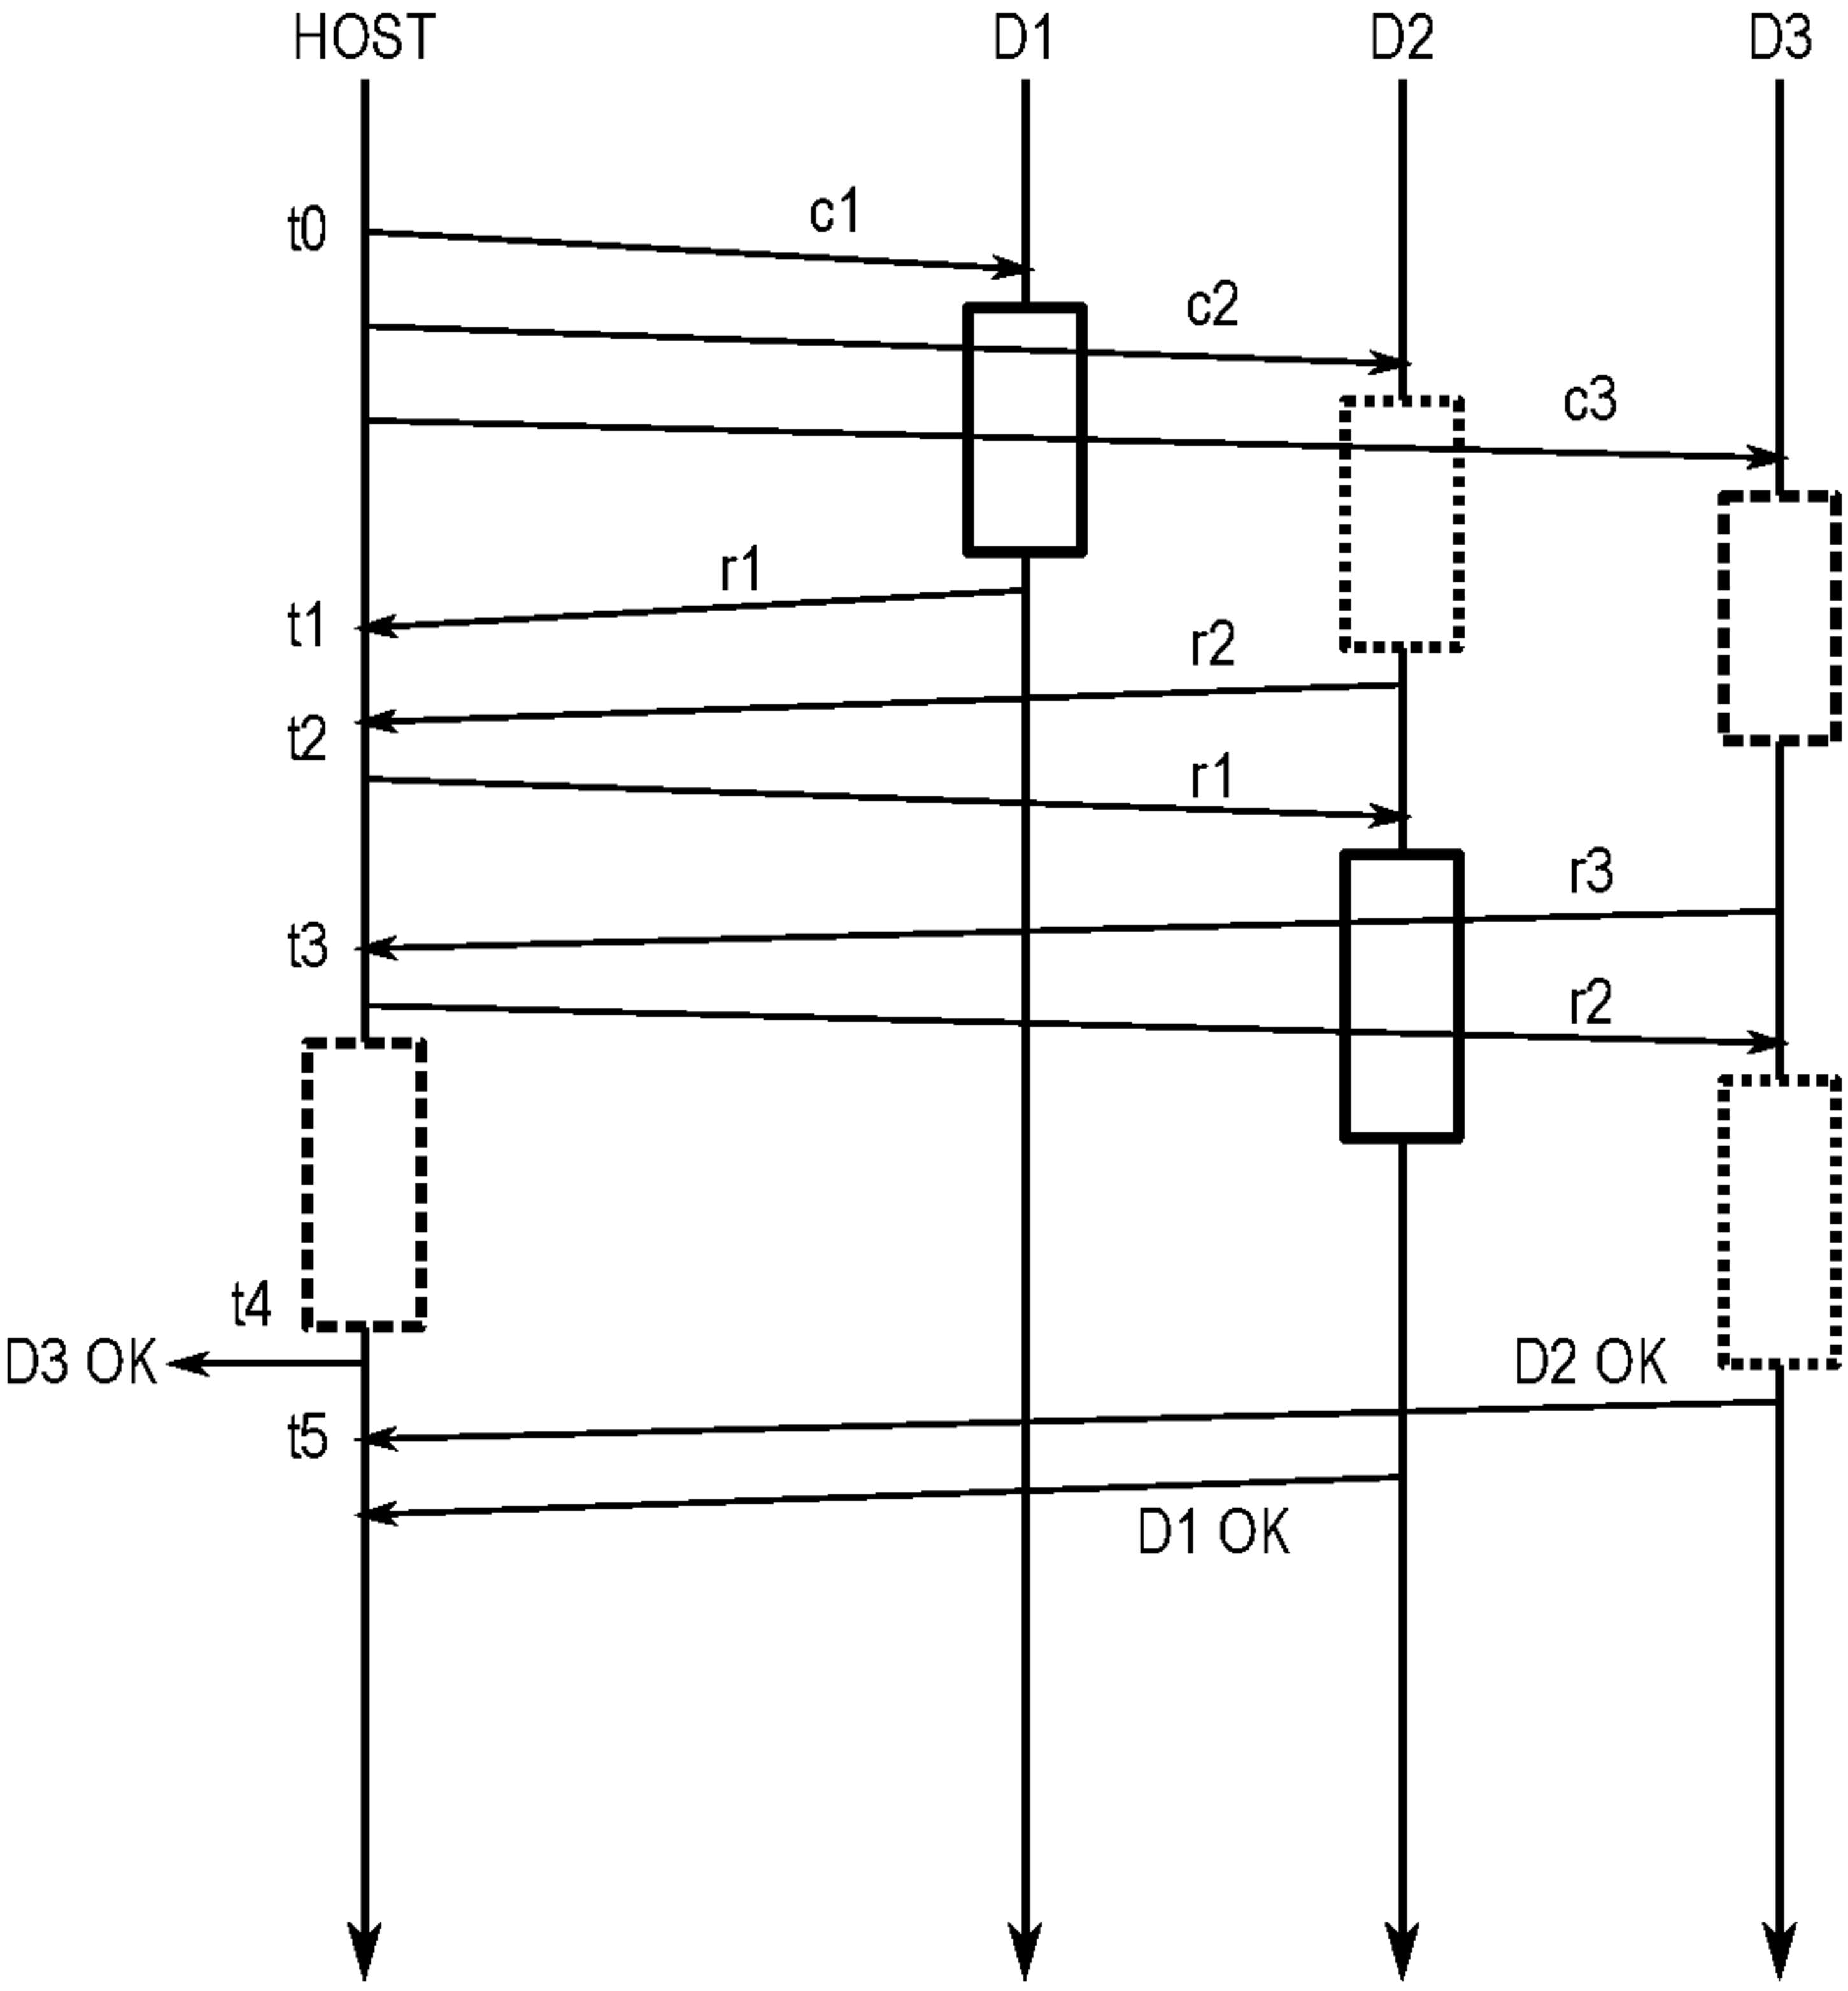 HOST D1 D2 D3
t0 c1
c2
c3
r1
t1
r2
t2
r1
r3
t3
r2
t4
D3 OK D2 OK
t5
D1 OK